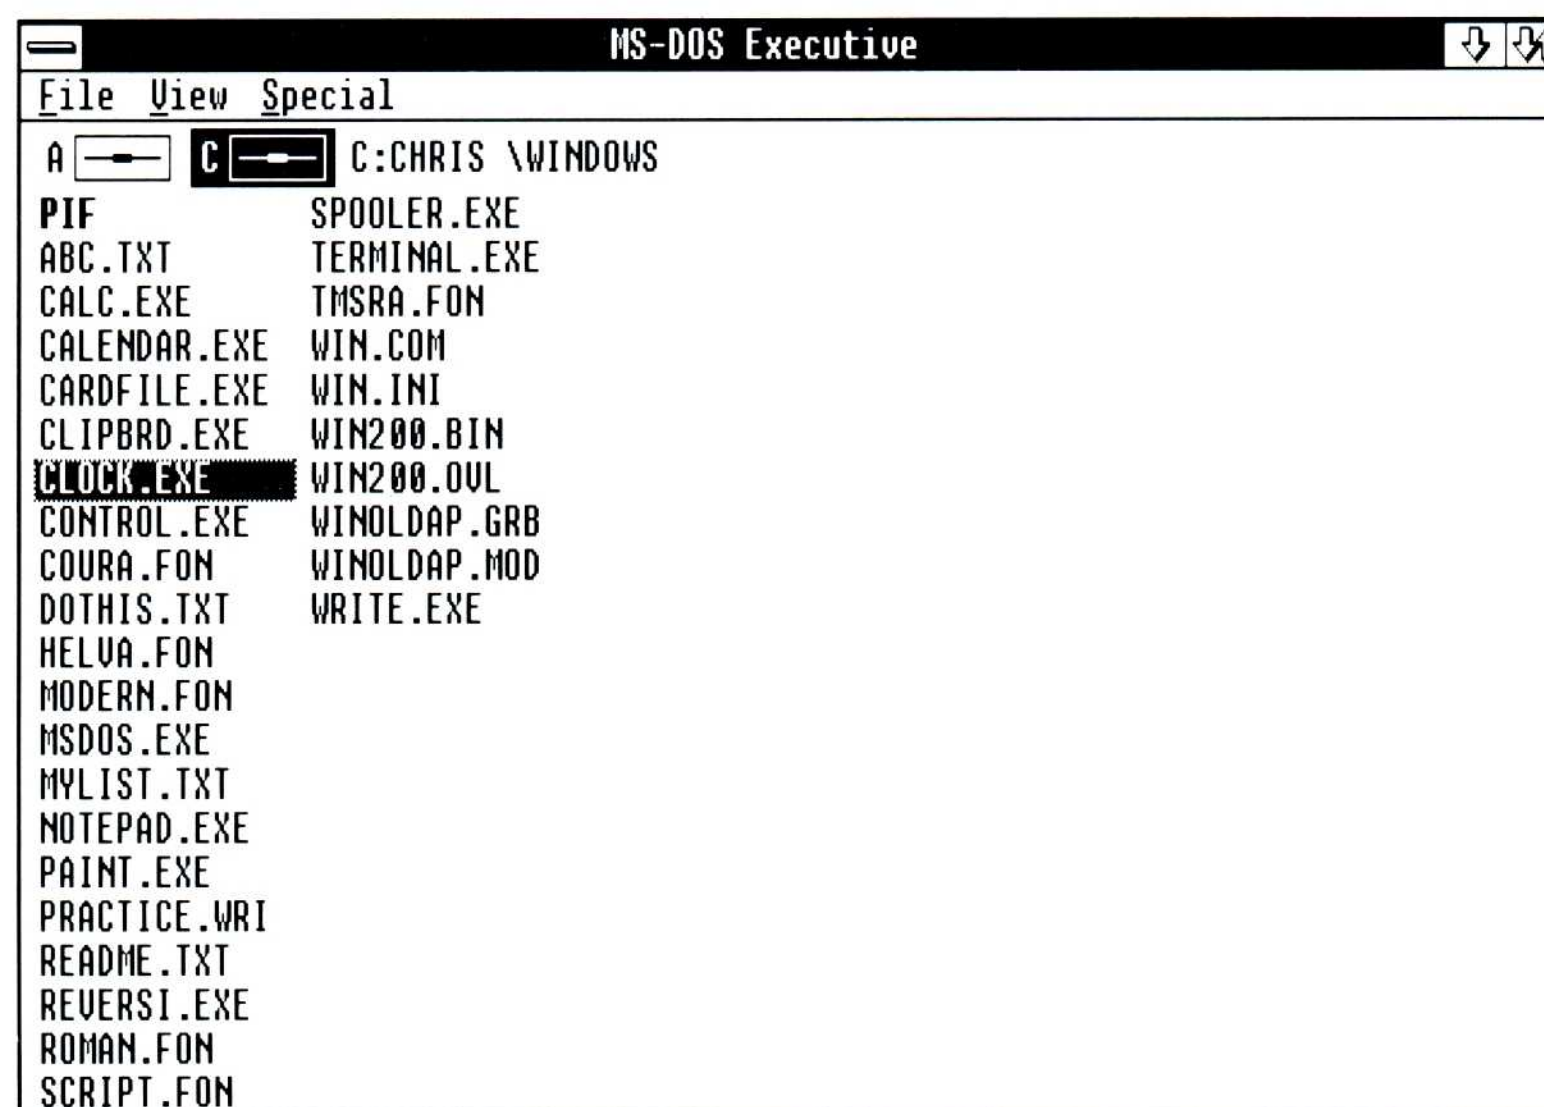 MS-DOS Executive
File View Special
A C C:CHRIS \WINDOWS
PIF
ABC.TXT
CALC.EXE
CALENDAR.EXE
CARDFILE.EXE
CLIPBRD.EXE
CLOCK.EXE
CONTROL.EXE
COURA.FON
DOTHIS.TXT
HELVA.FON
MODERN.FON
MSDOS.EXE
MYLIST.TXT
NOTEPAD.EXE
PAINT.EXE
PRACTICE.WRI
README.TXT
REVERSI.EXE
ROMAN.FON
SCRIPT.FON
SPOOLER.EXE
TERMINAL.EXE
TMSRA.FON
WIN.COM
WIN.INI
WIN200.BIN
WIN200.OVL
WINOLDAP.GRB
WINOLDAP.MOD
WRITE.EXE